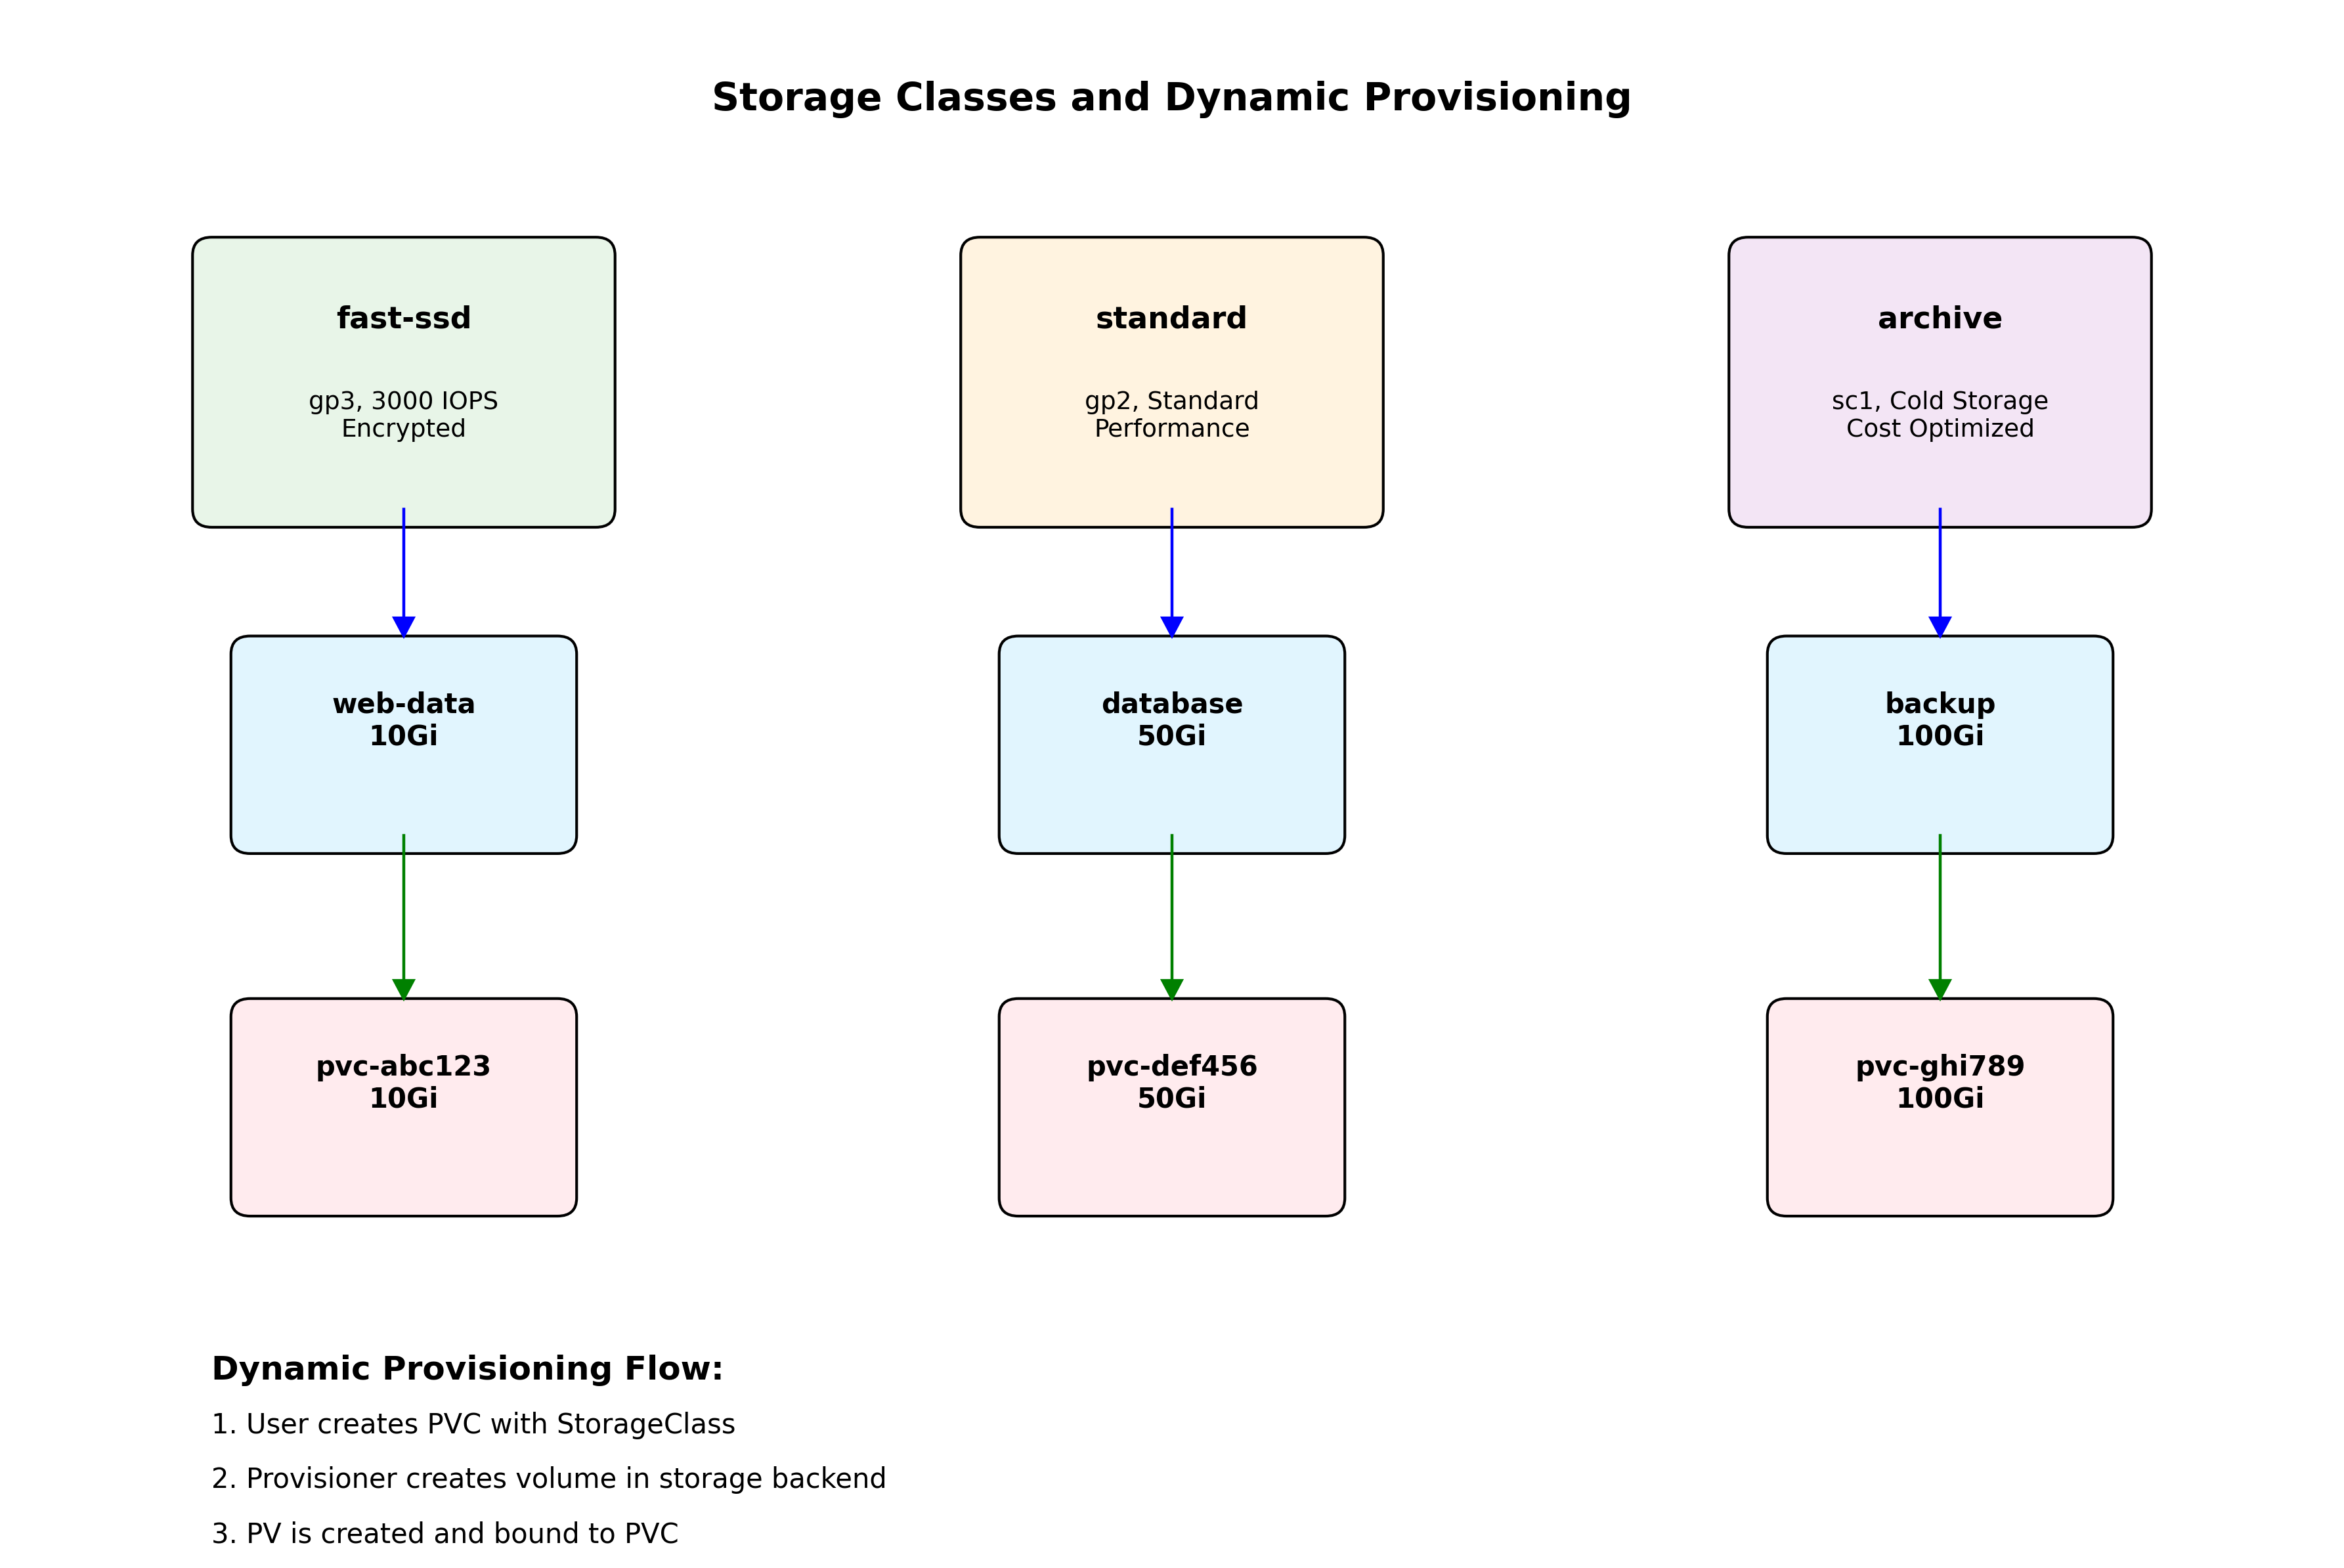 Storage Classes and Dynamic Provisioning
fast-ssd
gp3, 3000 IOPS
Encrypted
standard
gp2, Standard
Performance
archive
sc1, Cold Storage
Cost Optimized
web-data
10Gi
database
50Gi
backup
100Gi
pvc-abc123
10Gi
pvc-def456
50Gi
pvc-ghi789
100Gi
Dynamic Provisioning Flow:
1. User creates PVC with StorageClass
2. Provisioner creates volume in storage backend
3. PV is created and bound to PVC